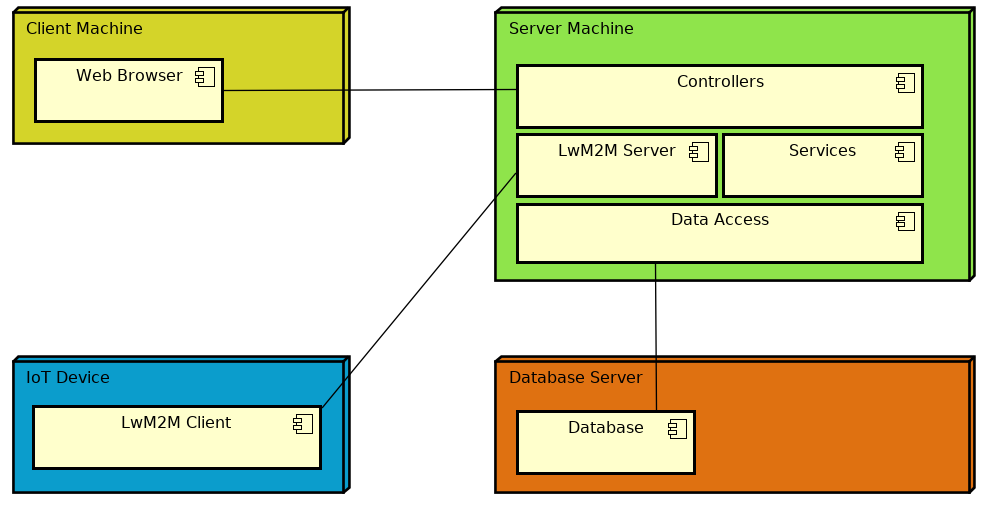 Client Machine
Web Browser
Server Machine
Controllers
LwM2M Server
Services
Data Access
IoT Device
LwM2M Client
Database Server
Database